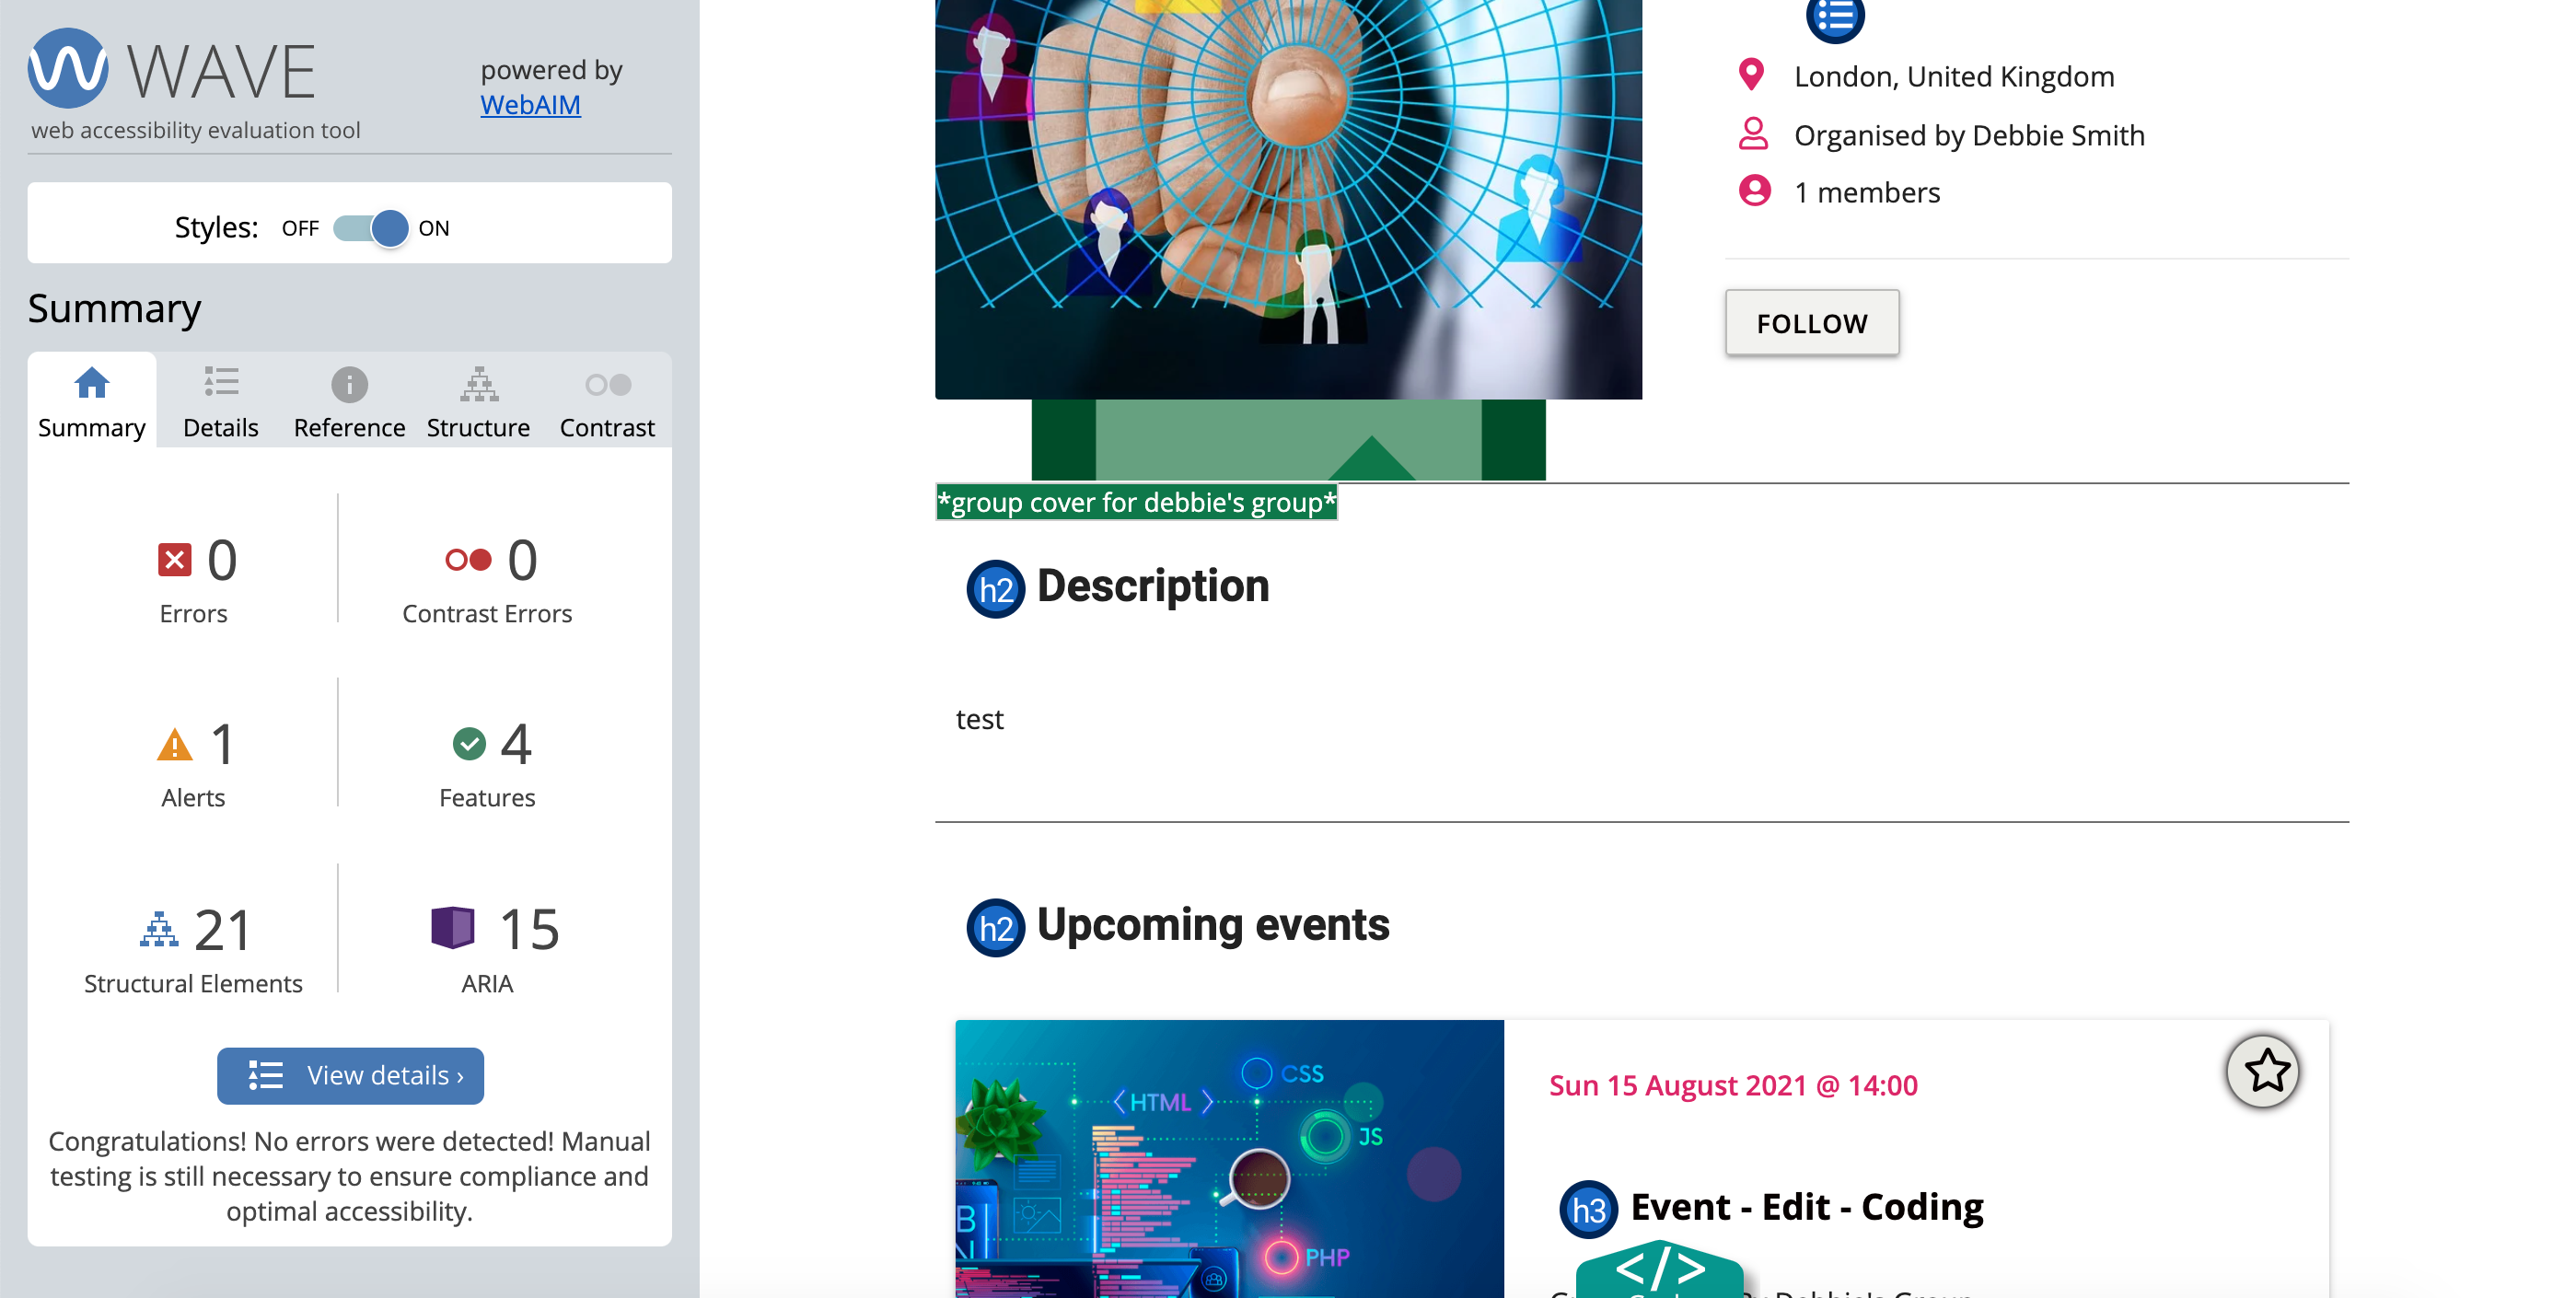 WAVE
powered by
WebAIM
web accessibility evaluation tool
Styles: OFF ON
Summary
Summary Details Reference Structure Contrast
0 Errors
0 Contrast Errors
1 Alerts
4 Features
21 Structural Elements
15 ARIA
View details ›
Congratulations! No errors were detected! Manual
testing is still necessary to ensure compliance and
optimal accessibility.
London, United Kingdom
Organised by Debbie Smith
1 members
FOLLOW
*group cover for debbie's group*
h2 Description
test
h2 Upcoming events
CSS
< HTML >
JS
PHP
Sun 15 August 2021 @ 14:00
h3 Event - Edit - Coding
</>